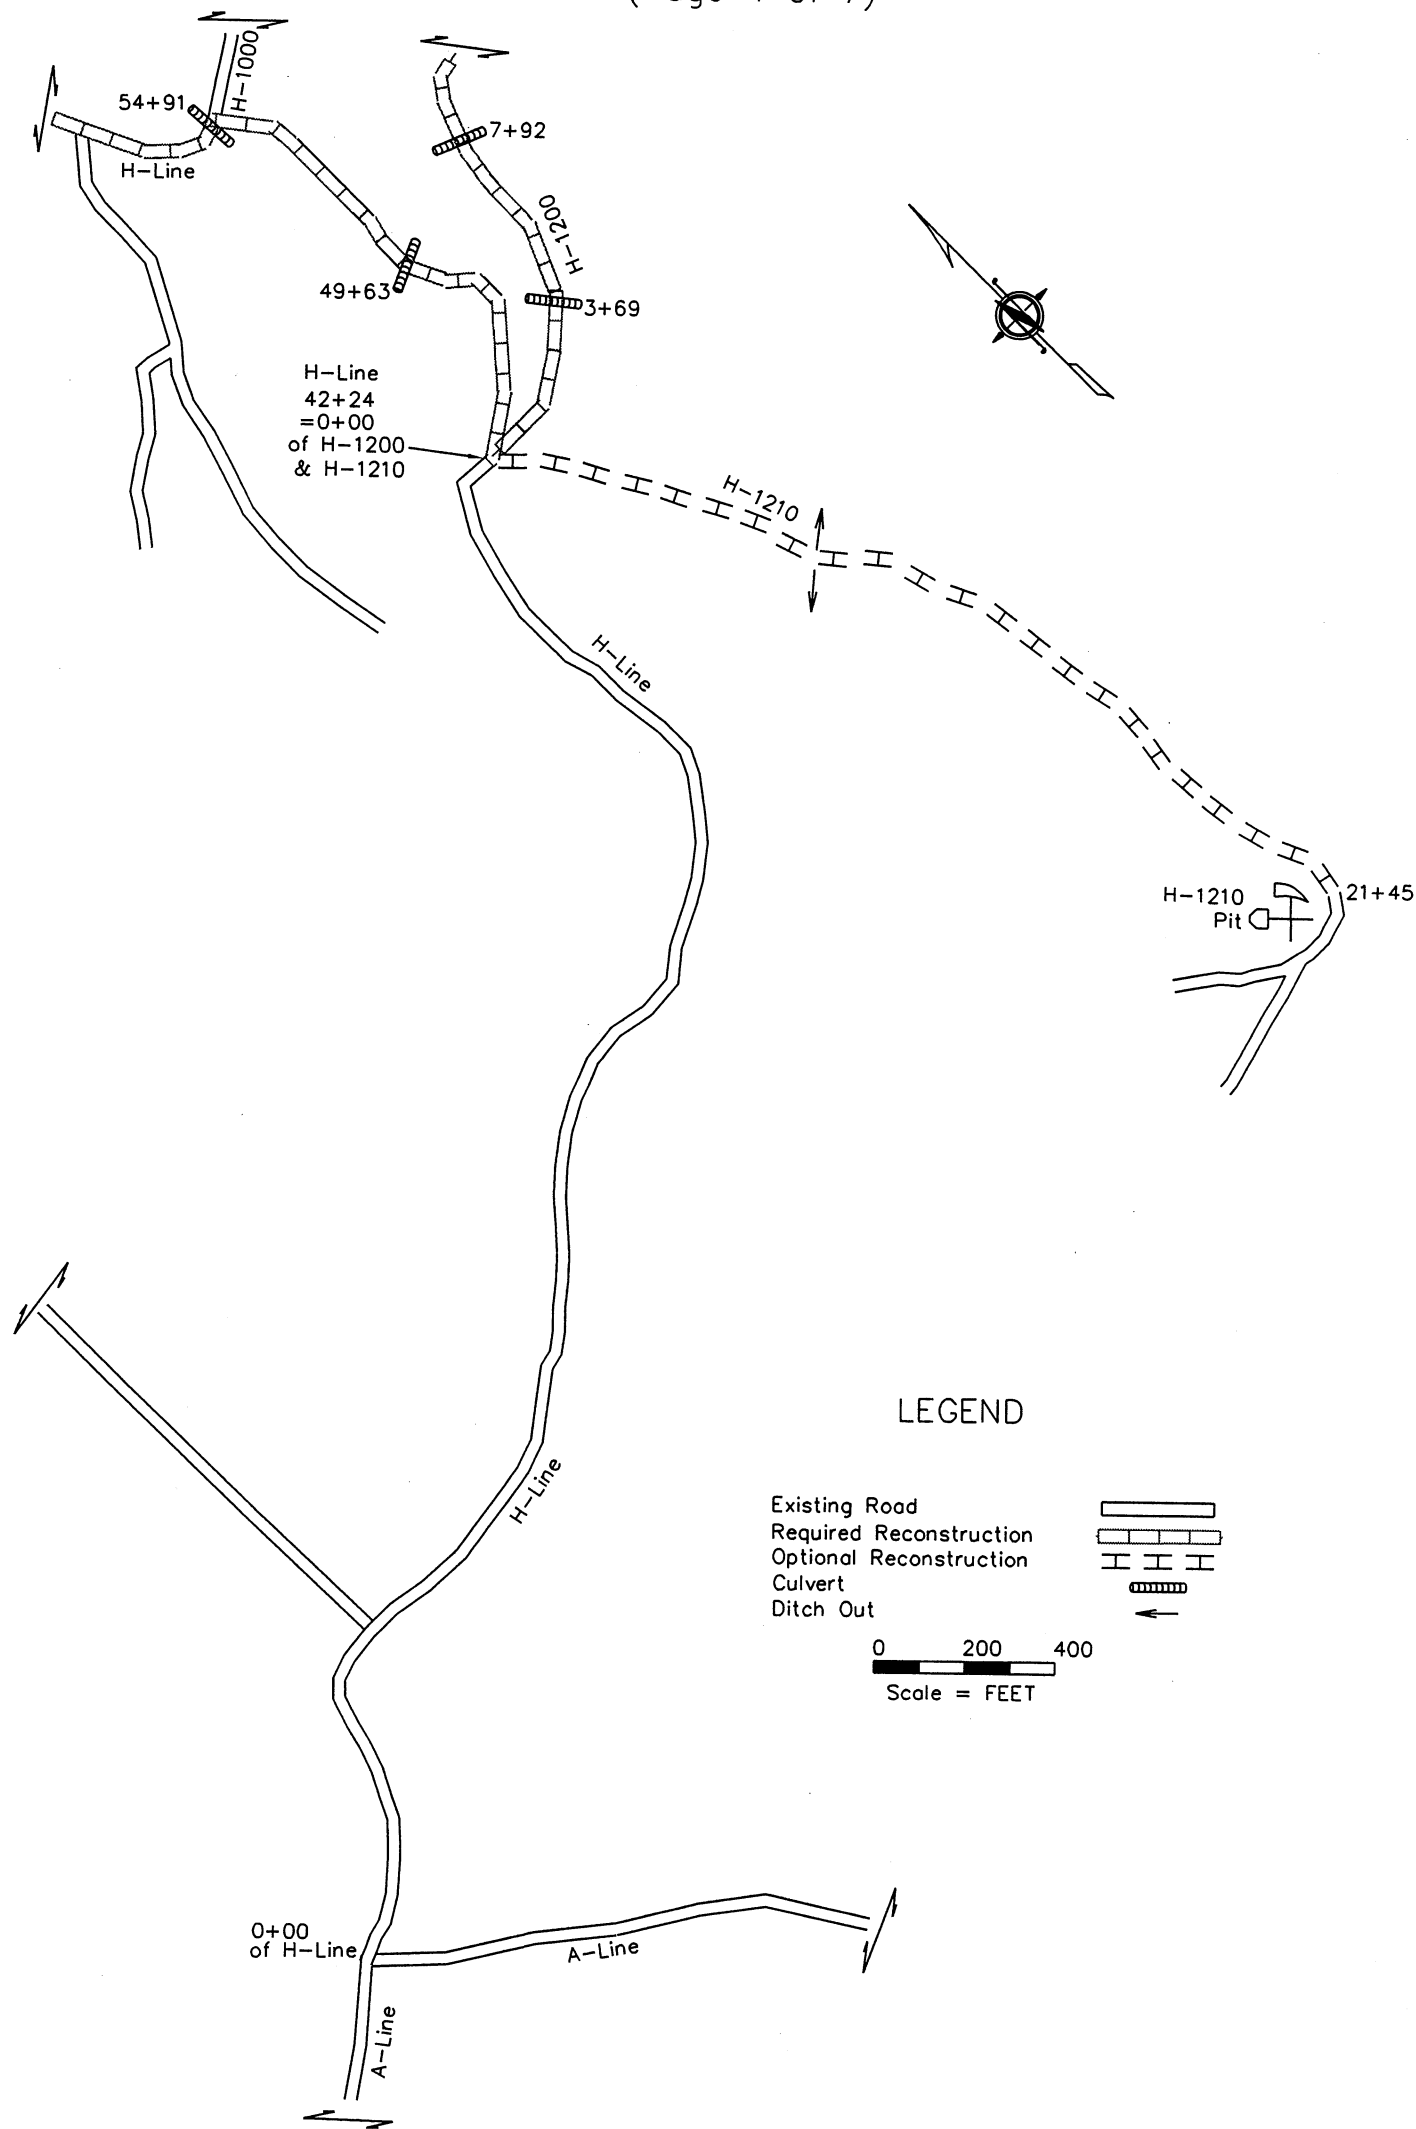 H-1000
54+91
7+92
H-Line
H-1200
49+63
3+69
H-Line
42+24
=0+00
of H-1200
& H-1210
H-1210
H-Line
H-1210
Pit
21+45
LEGEND
H-Line
Existing Road
Required Reconstruction
Optional Reconstruction
Culvert
Ditch Out
0 200 400
Scale = FEET
0+00
of H-Line
A-Line
A-Line